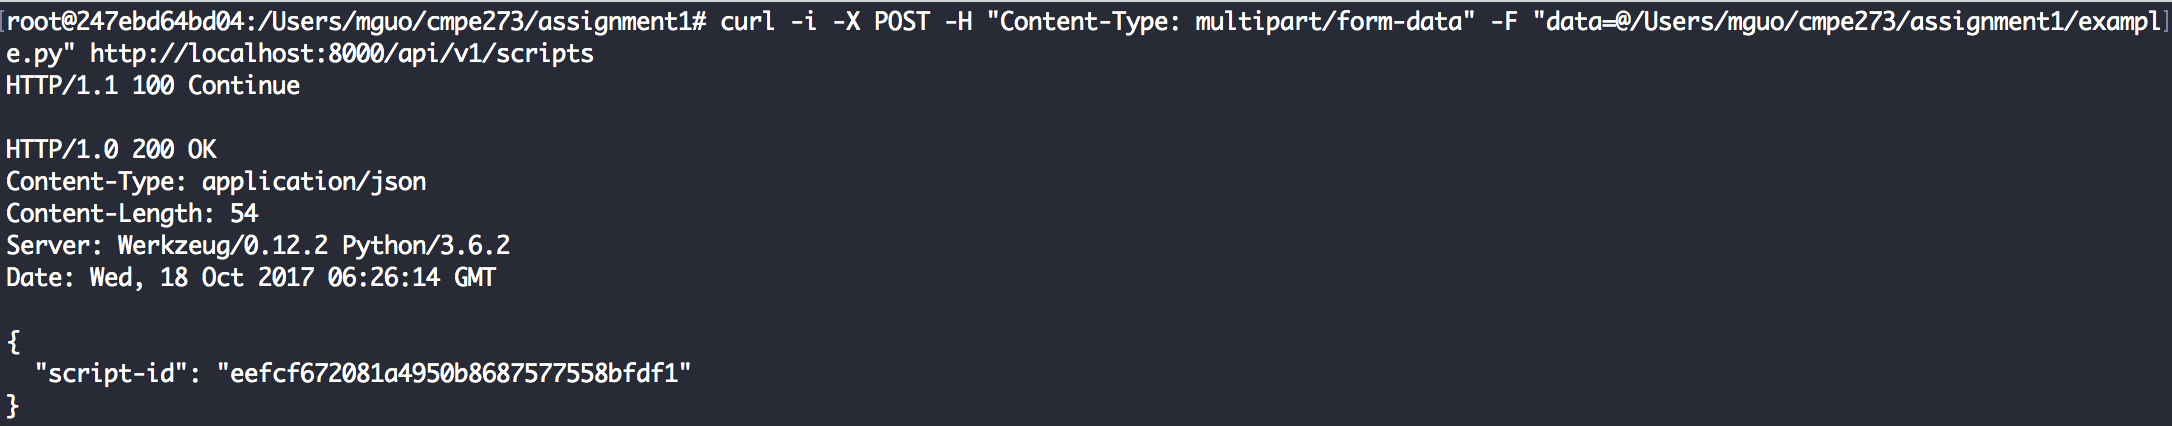 [root@247ebd64bd04:/Users/mguo/cmpe273/assignment1# curl -i -X POST -H "Content-Type: multipart/form-data" -F "data=@/Users/mguo/cmpe273/assignment1/exampl]
e.py" http://localhost:8000/api/v1/scripts
HTTP/1.1 100 Continue

HTTP/1.0 200 OK
Content-Type: application/json
Content-Length: 54
Server: Werkzeug/0.12.2 Python/3.6.2
Date: Wed, 18 Oct 2017 06:26:14 GMT

{
  "script-id": "eefcf672081a4950b8687577558bfdf1"
}